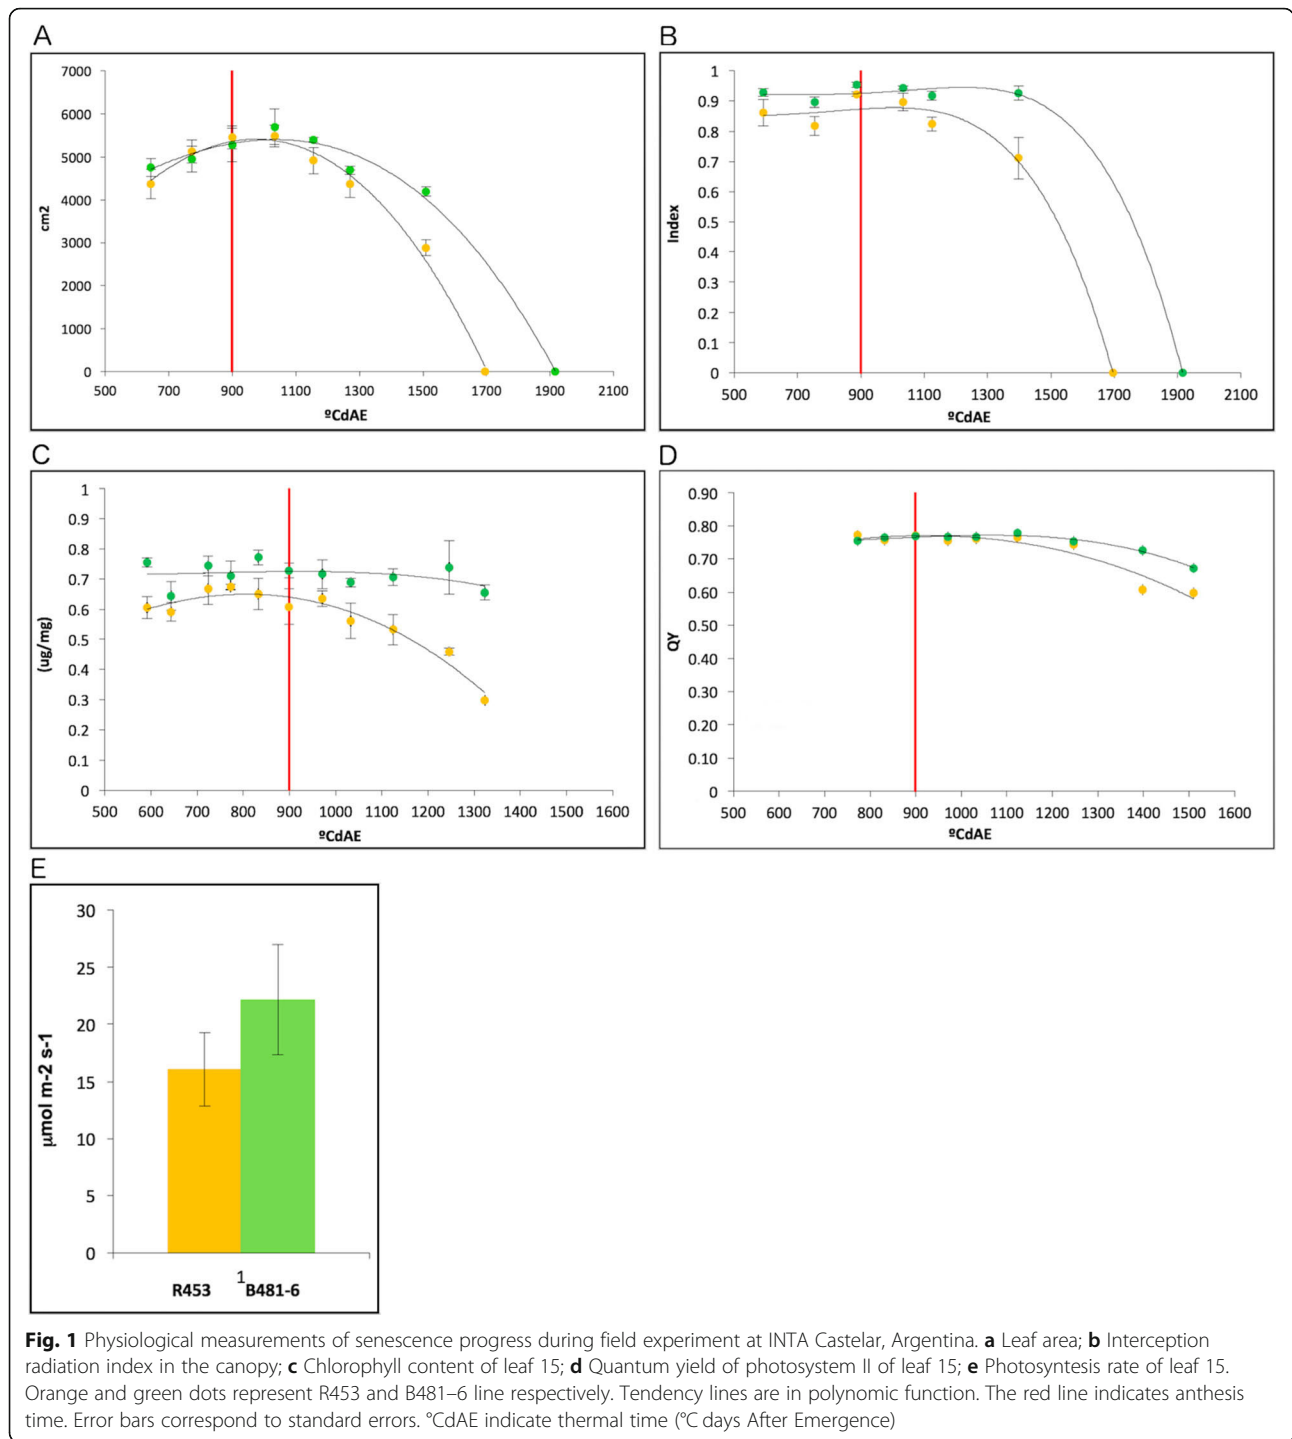 A
7000
6000
5000
4000
3000
2000
1000
0
cm2
500 700 900 1100 1300 1500 1700 1900 2100
ºCdAE
B
1
0.9
0.8
0.7
0.6
0.5
0.4
0.3
0.2
0.1
0
Index
500 700 900 1100 1300 1500 1700 1900 2100
ºCdAE
C
1
0.9
0.8
0.7
0.6
0.5
0.4
0.3
0.2
0.1
0
(ug/mg)
500 600 700 800 900 1000 1100 1200 1300 1400 1500 1600
ºCdAE
D
0.90
0.80
0.70
0.60
0.50
0.40
0.30
0.20
0.10
0
QY
500 600 700 800 900 1000 1100 1200 1300 1400 1500 1600
ºCdAE
E
30
25
20
15
10
5
0
µmol m-2 s-1
1
R453 B481-6
Fig. 1 Physiological measurements of senescence progress during field experiment at INTA Castelar, Argentina. a Leaf area; b Interception
radiation index in the canopy; c Chlorophyll content of leaf 15; d Quantum yield of photosystem II of leaf 15; e Photosyntesis rate of leaf 15.
Orange and green dots represent R453 and B481–6 line respectively. Tendency lines are in polynomic function. The red line indicates anthesis
time. Error bars correspond to standard errors. °CdAE indicate thermal time (°C days After Emergence)